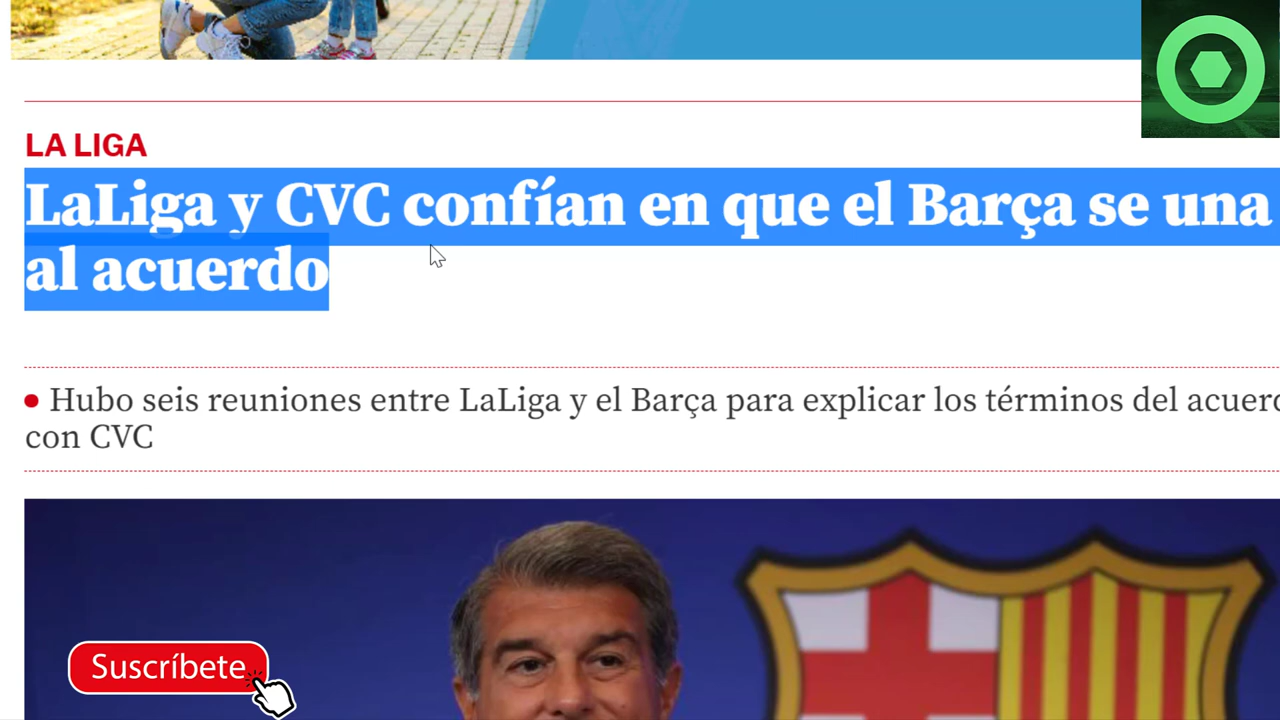 LA LIGA
LaLiga y CVC confían en que el Barça se una
al acuerdo
Hubo seis reuniones entre LaLiga y el Barça para explicar los términos del
con CVC
Suscríbete